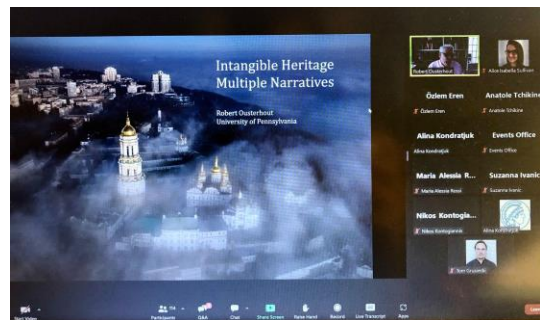 Intangible Heritage
Multiple Narratives
Robert Ousterhout
University of Pennsylvania
Robert Ousterhout
Alice Isabella Sullivan
Özlem Eren
Özlem Eren
Anatole Tchikine
Anatole Tchikine
Alina Kondratjuk
Alina Kondratjuk
Events Office
Events Office
Maria Alessia R...
Maria Alessia Rossi
Suzanna Ivanic
Suzanna Ivanic
Nikos Kontogia...
Nikos Kontogiannis
Start Video
Participants
Q&A
Chat
Share Screen
Raise Hand
Record
Live Transcript
Apps